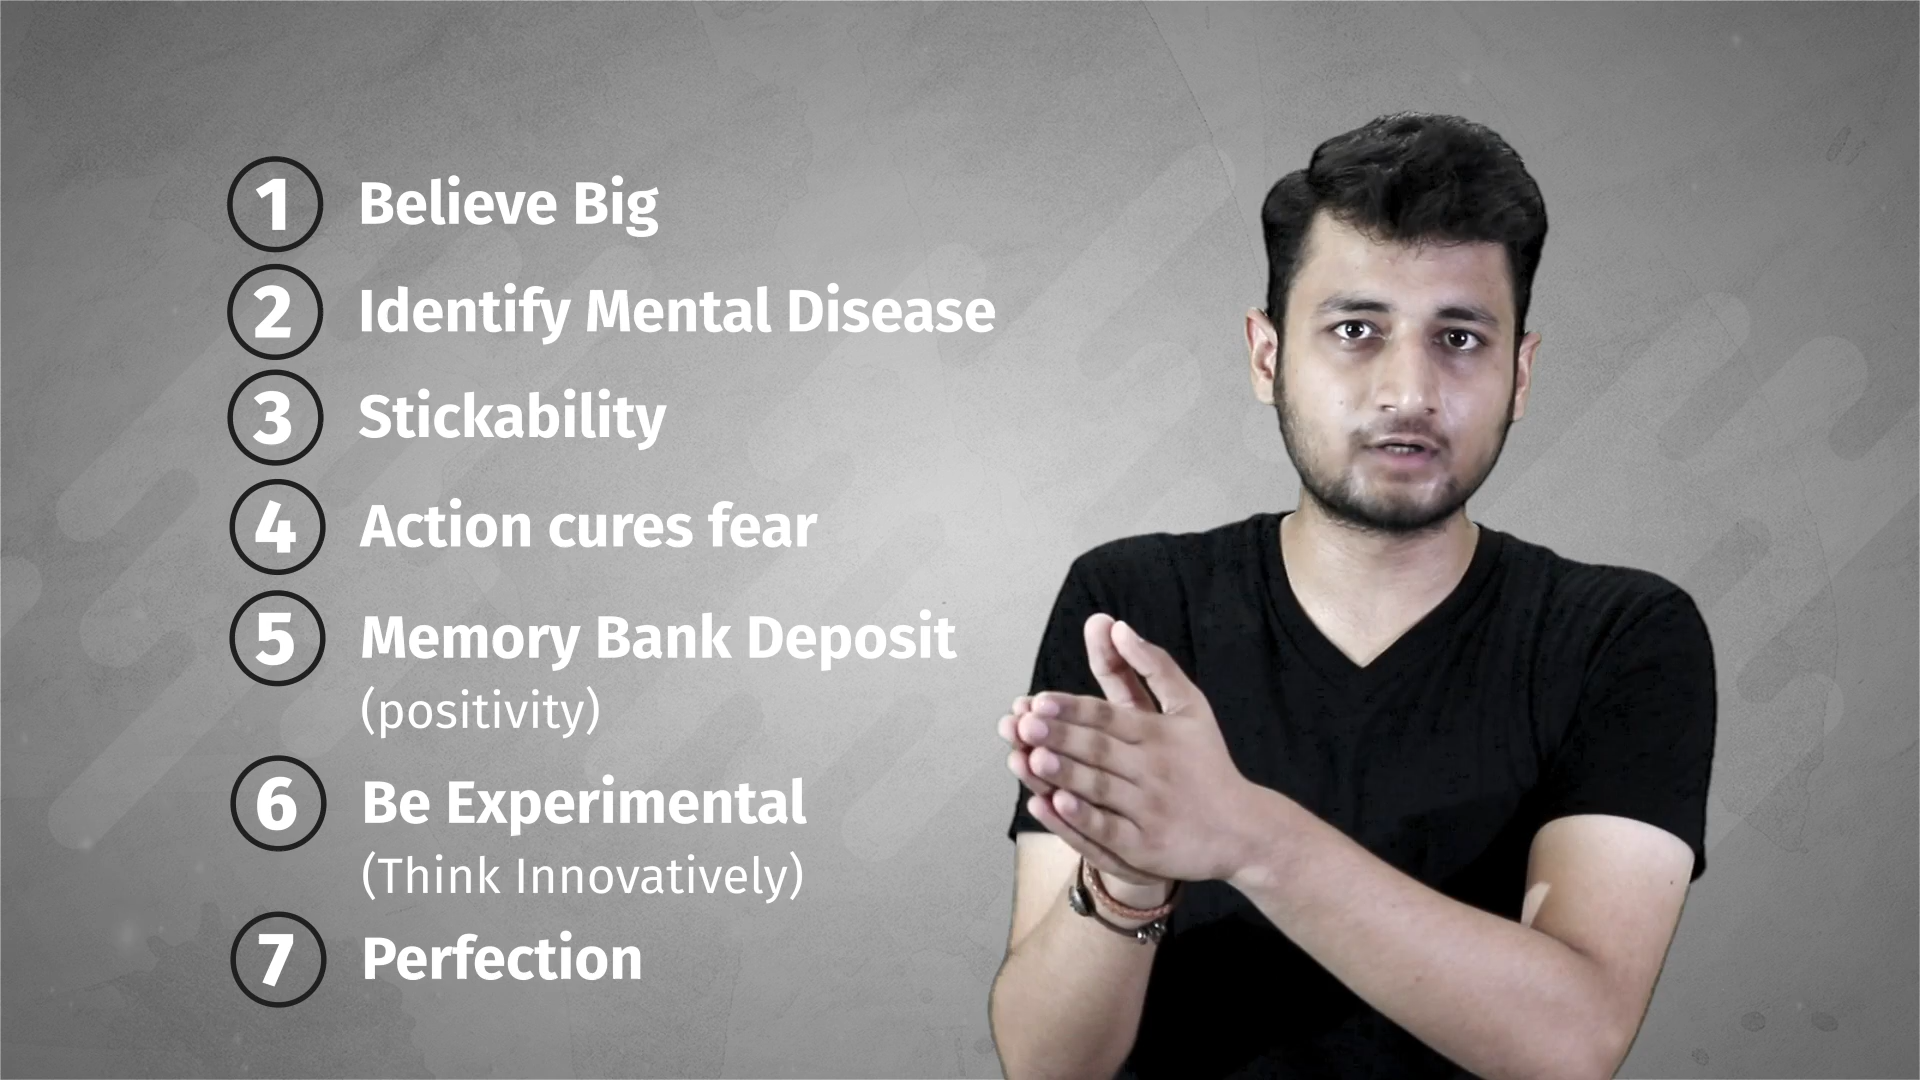 1 Believe Big
2 Identify Mental Disease
3 Stickability
4 Action cures fear
5 Memory Bank Deposit
(positivity)
6 Be Experimental
(Think Innovatively)
7 Perfection